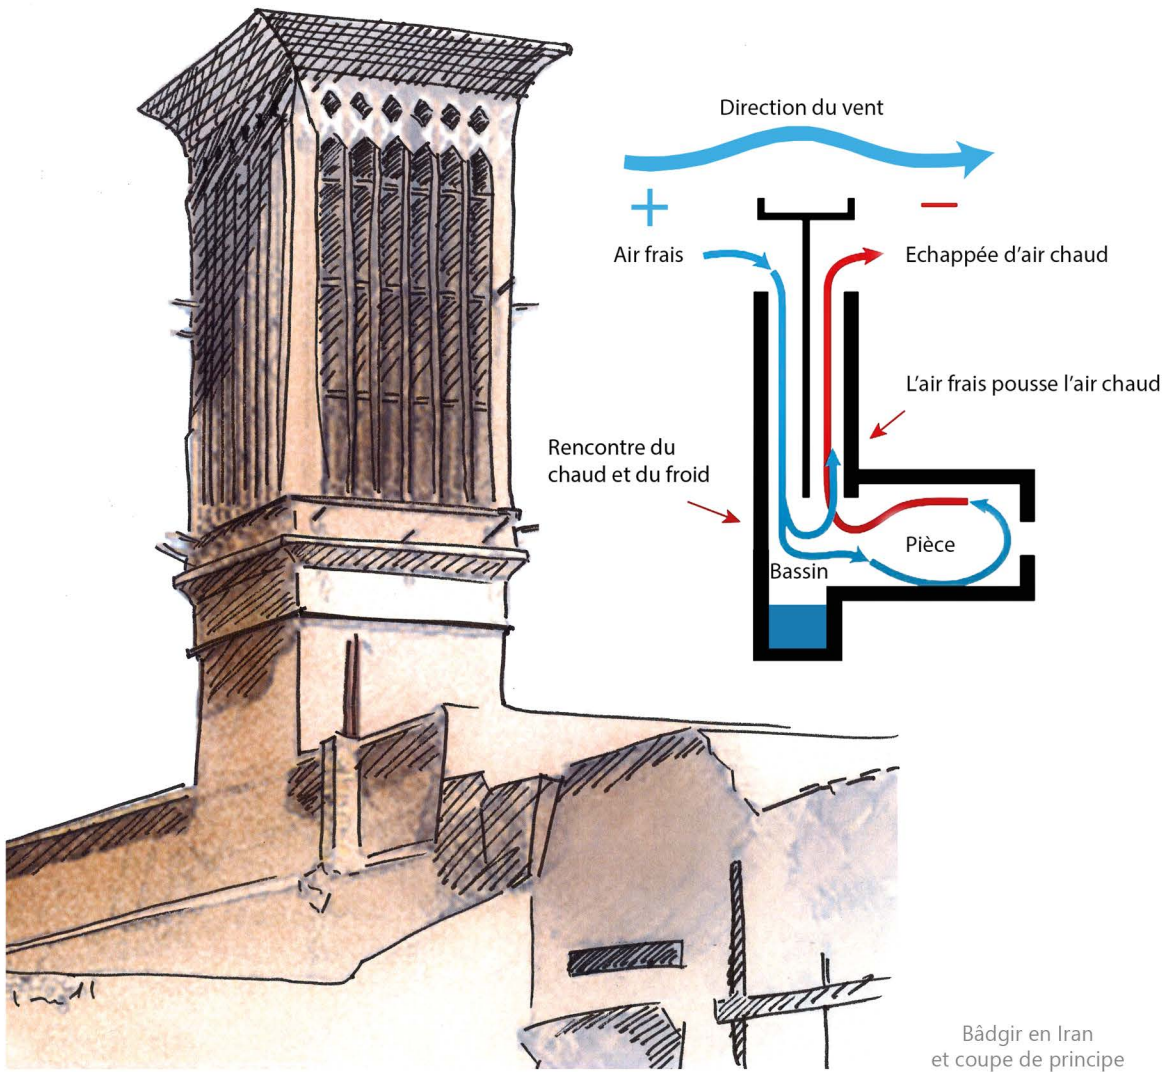 Direction du vent
+
−
Air frais
Echappée d'air chaud
L'air frais pousse l'air chaud
Rencontre du
chaud et du froid
Pièce
Bassin
Bâdgir en Iran
et coupe de principe